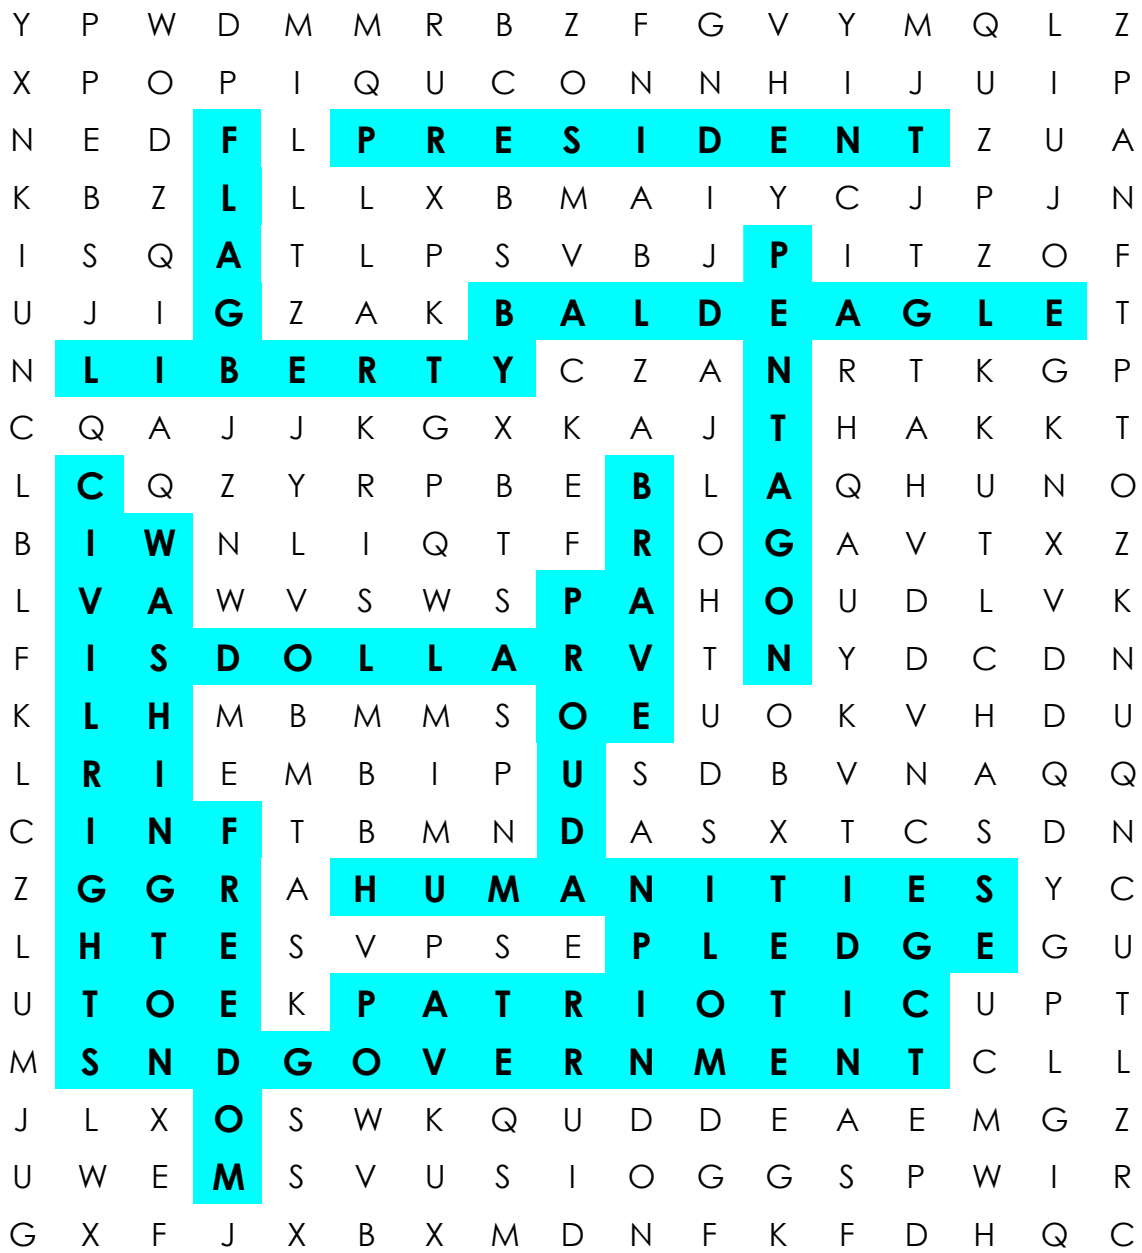 Y P W D M M R B Z F G V Y M Q L Z
X P O P I Q U C O N N H I J U I P
N E D F L P R E S I D E N T Z U A
K B Z L L L X B M A I Y C J P J N
I S Q A T L P S V B J P I T Z O F
U J I G Z A K B A L D E A G L E T
N L I B E R T Y C Z A N R T K G P
C Q A J J K G X K A J T H A K K T
L C Q Z Y R P B E B L A Q H U N O
B I W N L I Q T F R O G A V T X Z
L V A W V S W S P A H O U D L V K
F I S D O L L A R V T N Y D C D N
K L H M B M M S O E U O K V H D U
L R I E M B I P U S D B V N A Q Q
C I N F T B M N D A S X T C S D N
Z G G R A H U M A N I T I E S Y C
L H T E S V P S E P L E D G E G U
U T O E K P A T R I O T I C U P T
M S N D G O V E R N M E N T C L L
J L X O S W K Q U D D E A E M G Z
U W E M S V U S I O G G S P W I R
G X F J X B X M D N F K F D H Q C